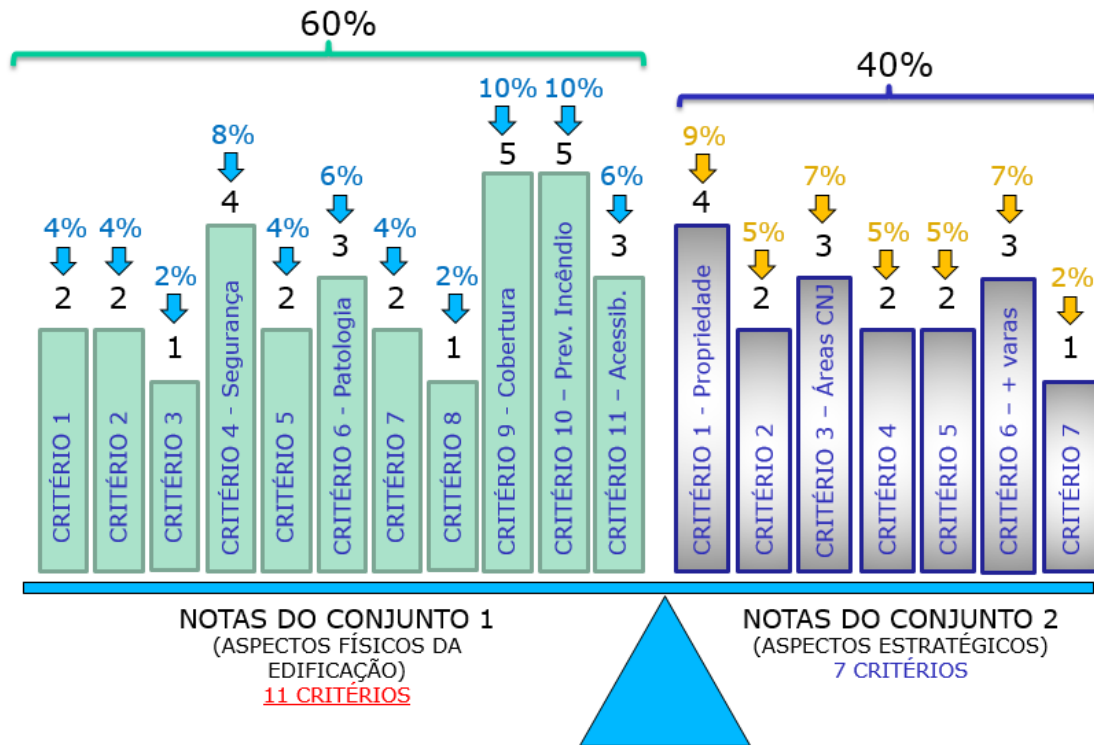 60%
40%
4%
4%
2%
8%
4%
6%
4%
2%
10%
10%
6%
9%
5%
7%
5%
5%
7%
2%
2
2
1
4
2
3
2
1
5
5
3
4
2
3
2
2
3
1
CRITÉRIO 1
CRITÉRIO 2
CRITÉRIO 3
CRITÉRIO 4 - Segurança
CRITÉRIO 5
CRITÉRIO 6 - Patologia
CRITÉRIO 7
CRITÉRIO 8
CRITÉRIO 9 - Cobertura
CRITÉRIO 10 – Prev. Incêndio
CRITÉRIO 11 – Acessib.
CRITÉRIO 1 - Propriedade
CRITÉRIO 2
CRITÉRIO 3 – Áreas CNJ
CRITÉRIO 4
CRITÉRIO 5
CRITÉRIO 6 – + varas
CRITÉRIO 7
NOTAS DO CONJUNTO 1
(ASPECTOS FÍSICOS DA
EDIFICAÇÃO)
11 CRITÉRIOS
NOTAS DO CONJUNTO 2
(ASPECTOS ESTRATÉGICOS)
7 CRITÉRIOS